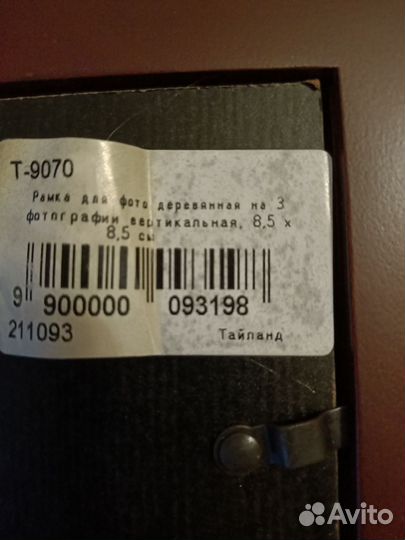 T-9070
Рамка для фото деревянная на 3
фотографии вертикальная, 8,5 x
8,5 см
9 900000 093198
211093 Тайланд
Avito